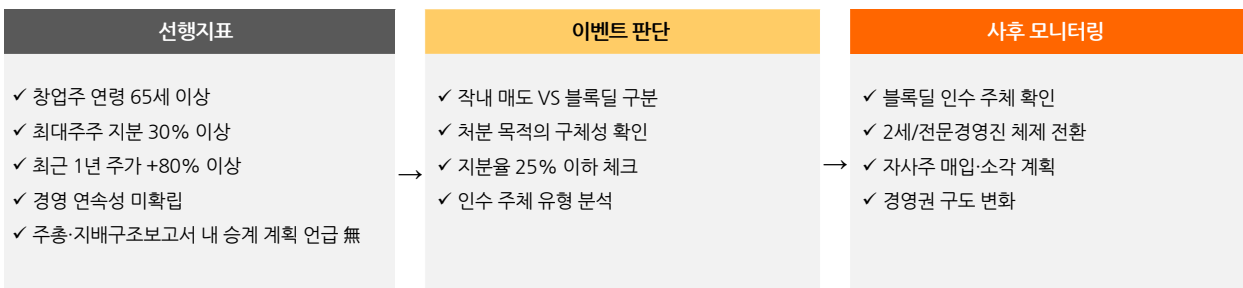 선행지표
✓ 창업주 연령 65세 이상
✓ 최대주주 지분 30% 이상
✓ 최근 1년 주가 +80% 이상
✓ 경영 연속성 미확립
✓ 주총·지배구조보고서 내 승계 계획 언급 無
→
이벤트 판단
✓ 작내 매도 VS 블록딜 구분
✓ 처분 목적의 구체성 확인
✓ 지분율 25% 이하 체크
✓ 인수 주체 유형 분석
→
사후 모니터링
✓ 블록딜 인수 주체 확인
✓ 2세/전문경영진 체제 전환
✓ 자사주 매입·소각 계획
✓ 경영권 구도 변화